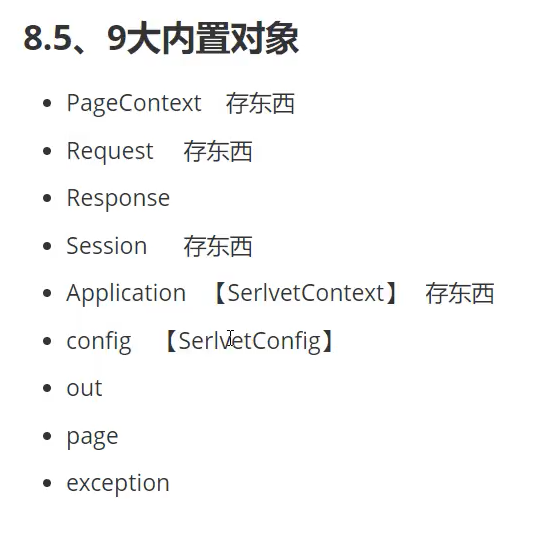 8.5、9大内置对象
PageContext 存东西
Request 存东西
Response
Session 存东西
Application 【SerlvetContext】 存东西
config 【SerlvetConfig】
out
page
exception